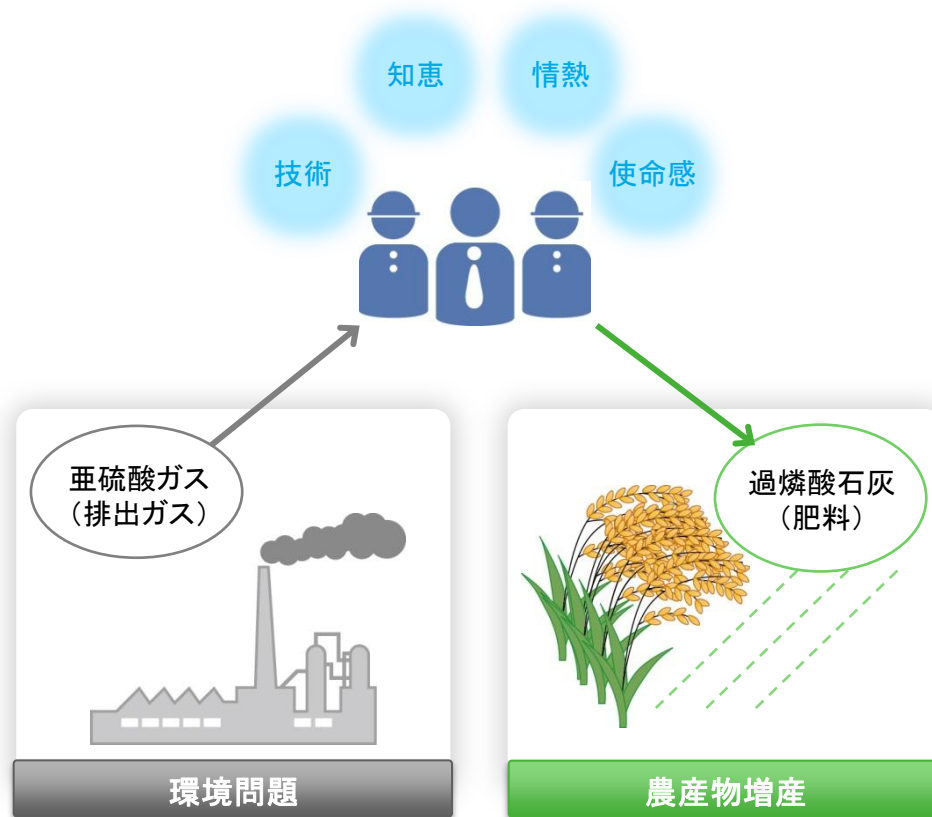 知恵
情熱
技術
使命感
亜硫酸ガス
（排出ガス）
過燐酸石灰
（肥料）
環境問題
農産物増産